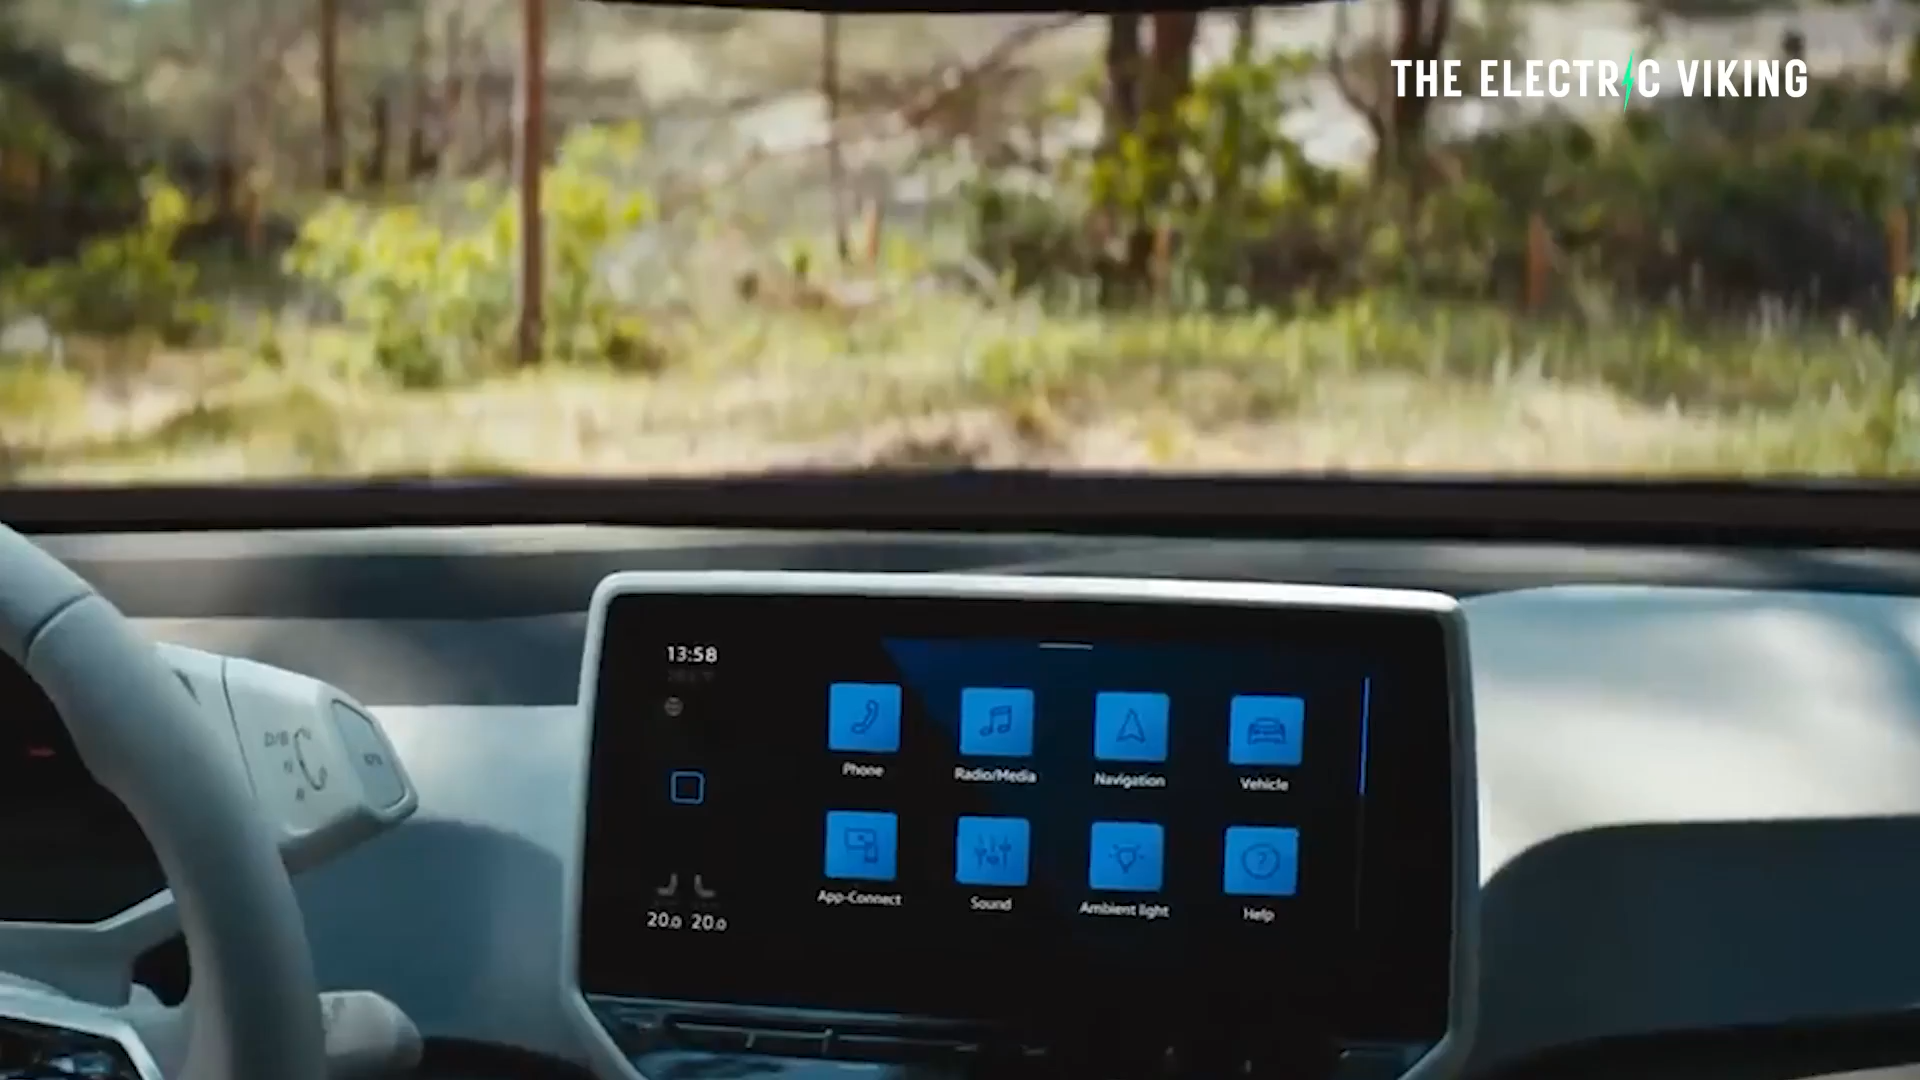 THE ELECTRIC VIKING
13:58
Phone
Radio/Media
Navigation
Vehicle
App-Connect
Sound
Ambient light
Help
20.0 20.0
D/B